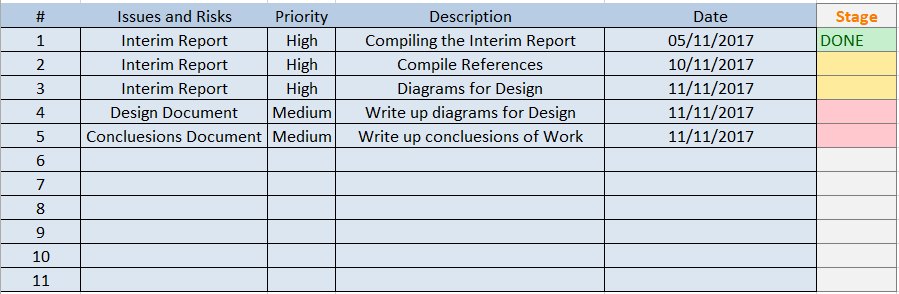 # Issues and Risks Priority Description Date Stage
1 Interim Report High Compiling the Interim Report 05/11/2017 DONE
2 Interim Report High Compile References 10/11/2017
3 Interim Report High Diagrams for Design 11/11/2017
4 Design Document Medium Write up diagrams for Design 11/11/2017
5 Concluesions Document Medium Write up concluesions of Work 11/11/2017
6
7
8
9
10
11